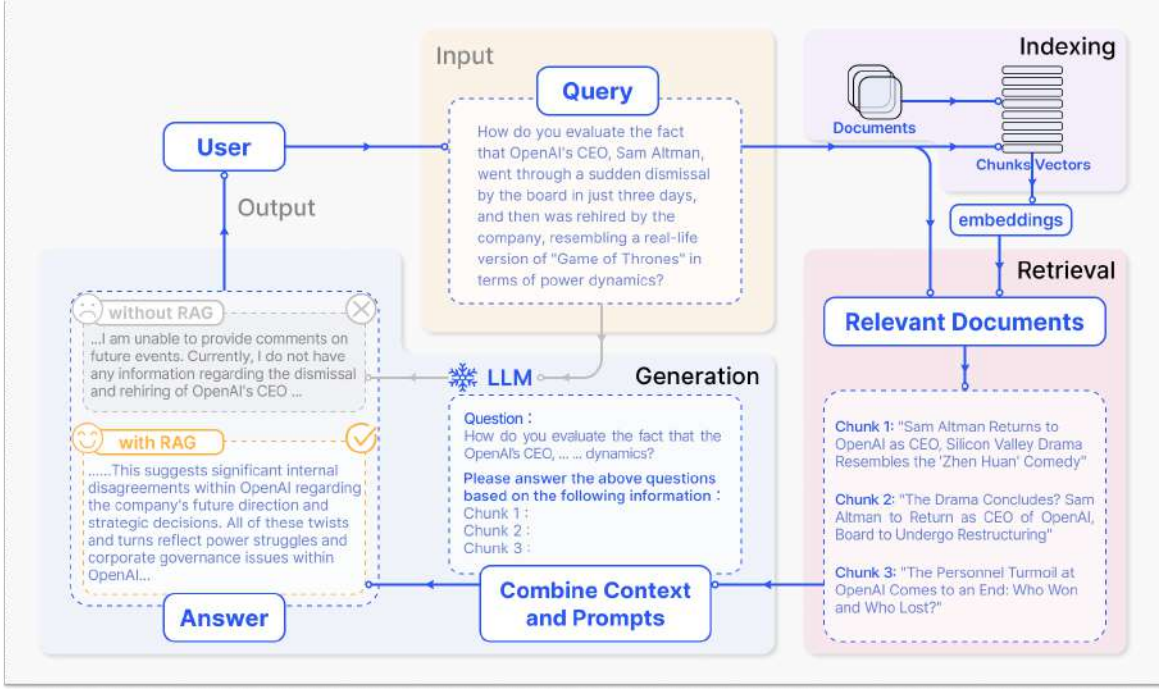 Input
Query
How do you evaluate the fact
that OpenAI's CEO, Sam Altman,
went through a sudden dismissal
by the board in just three days,
and then was rehired by the
company, resembling a real-life
version of "Game of Thrones" in
terms of power dynamics?
Indexing
Documents
Chunks Vectors
embeddings
User
Output
Retrieval
Relevant Documents
Chunk 1: "Sam Altman Returns to
OpenAI as CEO, Silicon Valley Drama
Resembles the 'Zhen Huan' Comedy"
Chunk 2: "The Drama Concludes? Sam
Altman to Return as CEO of OpenAI,
Board to Undergo Restructuring"
Chunk 3: "The Personnel Turmoil at
OpenAI Comes to an End: Who Won
and Who Lost?"
without RAG
...I am unable to provide comments on
future events. Currently, I do not have
any information regarding the dismissal
and rehiring of OpenAI's CEO ...
with RAG
......This suggests significant internal
disagreements within OpenAI regarding
the company's future direction and
strategic decisions. All of these twists
and turns reflect power struggles and
corporate governance issues within
OpenAI...
Answer
LLM
Generation
Question :
How do you evaluate the fact that the
OpenAI's CEO, ... ... dynamics?
Please answer the above questions
based on the following information :
Chunk 1 :
Chunk 2 :
Chunk 3 :
Combine Context
and Prompts